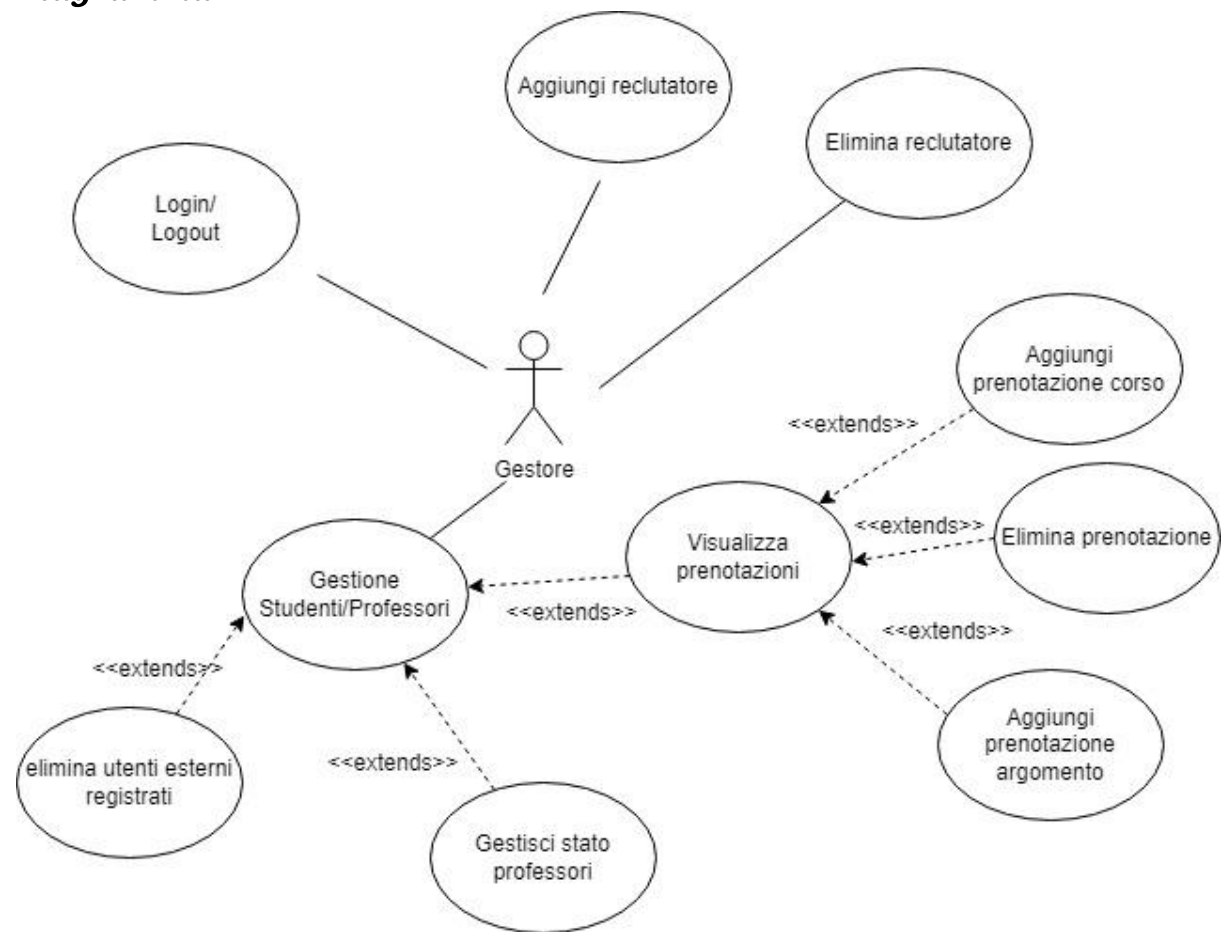 Aggiungi reclutatore
Elimina reclutatore
Login/
Logout
Aggiungi
prenotazione corso
<<extends>>
Gestore
<<extends>>
Elimina prenotazione
Visualizza
prenotazioni
Gestione
Studenti/Professori
<<extends>>
<<extends>>
<<extends>>
Aggiungi
prenotazione
argomento
elimina utenti esterni
registrati
<<extends>>
Gestisci stato
professori